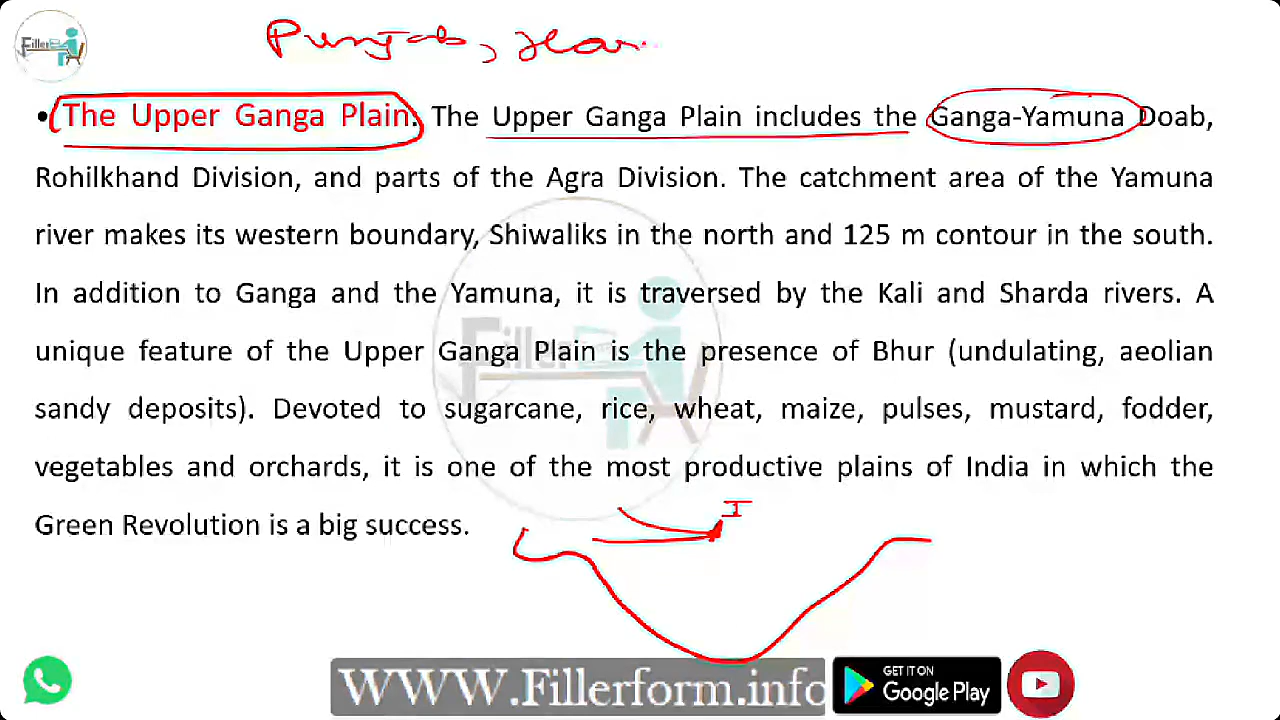 Filler
Punjab,
• The Upper Ganga Plain: The Upper Ganga Plain includes the Ganga-Yamuna Doab,
Rohilkhand Division, and parts of the Agra Division. The catchment area of the Yamuna
river makes its western boundary, Shiwaliks in the north and 125 m contour in the south.
In addition to Ganga and the Yamuna, it is traversed by the Kali and Sharda rivers. A
unique feature of the Upper Ganga Plain is the presence of Bhur (undulating, aeolian
sandy deposits). Devoted to sugarcane, rice, wheat, maize, pulses, mustard, fodder,
vegetables and orchards, it is one of the most productive plains of India in which the
Green Revolution is a big success.
Filler
I
WWW.Fillerform.info
GET IT ON
Google Play